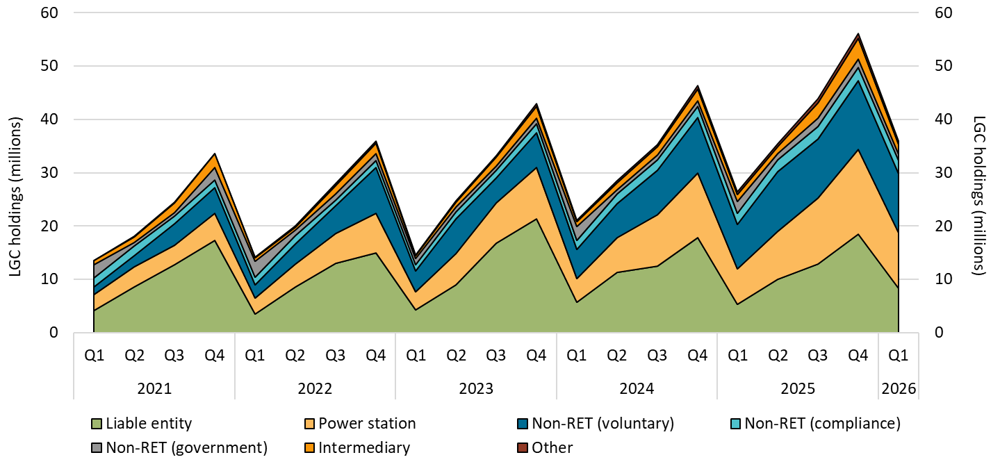 60 60
50 50
40 40
30 30
20 20
10 10
0 0
LGC holdings (millions)
LGC holdings (millions)
Q1 Q2 Q3 Q4 Q1 Q2 Q3 Q4 Q1 Q2 Q3 Q4 Q1 Q2 Q3 Q4 Q1 Q2 Q3 Q4 Q1
2021 2022 2023 2024 2025 2026
Liable entity Power station Non-RET (voluntary) Non-RET (compliance)
Non-RET (government) Intermediary Other